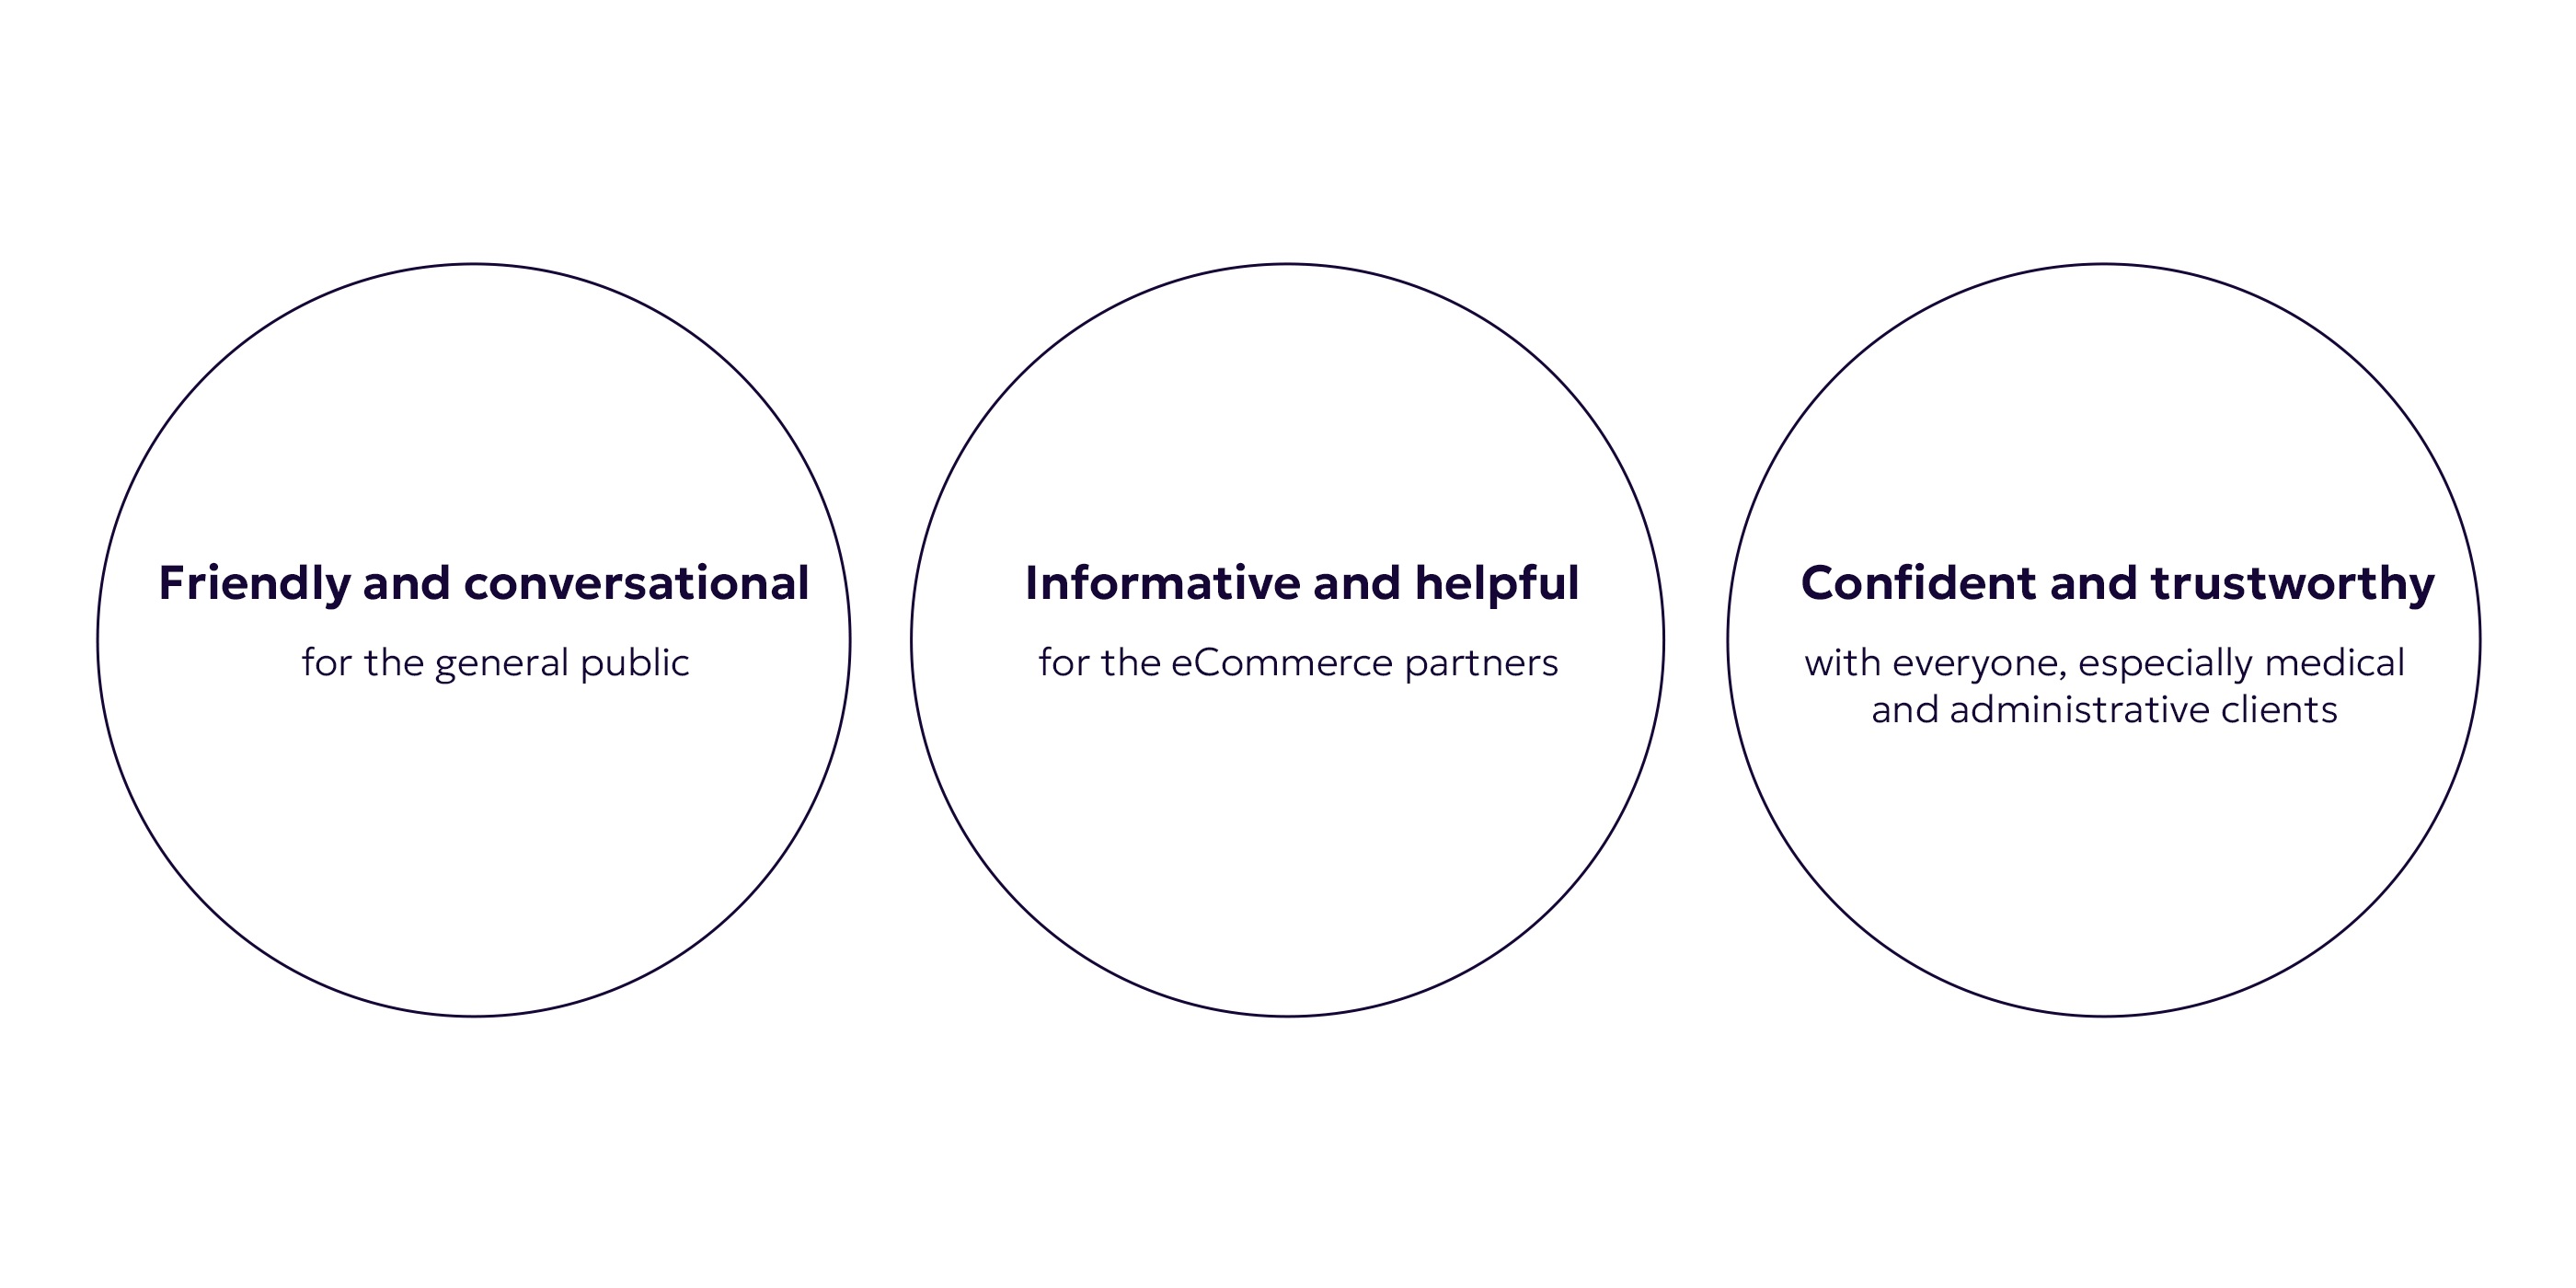 Friendly and conversational
for the general public
Informative and helpful
for the eCommerce partners
Confident and trustworthy
with everyone, especially medical
and administrative clients